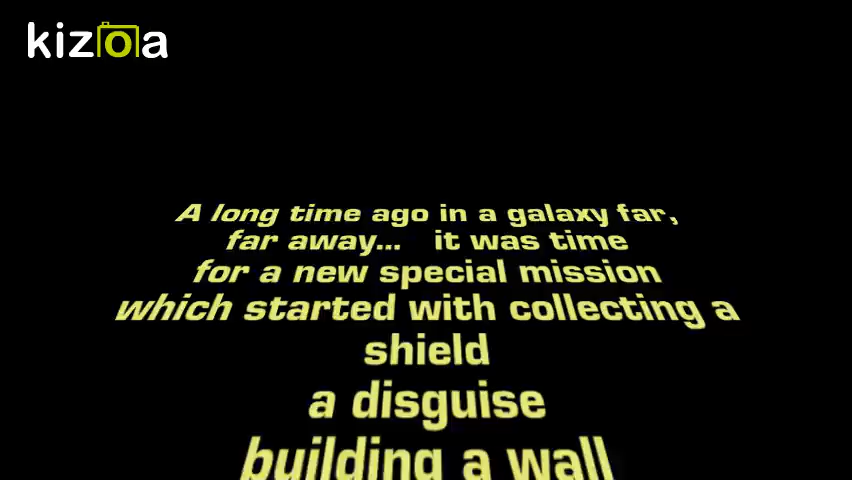 kizoa
A long time ago in a galaxy far,
far away... it was time
for a new special mission
which started with collecting a
shield
a disguise
building a wall